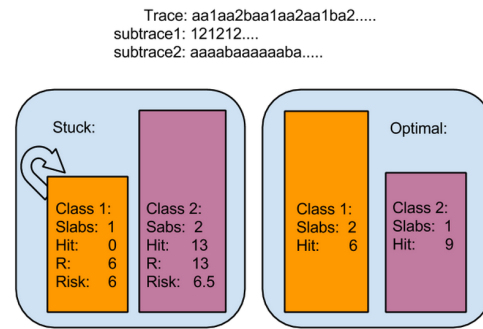 Trace: aa1aa2baa1aa2aa1ba2.....
subtrace1: 121212....
subtrace2: aaaabaaaaaaba.....
Stuck:
Class 1:
Slabs: 1
Hit: 0
R: 6
Risk: 6
Class 2:
Sabs: 2
Hit: 13
R: 13
Risk: 6.5
Optimal:
Class 1:
Slabs: 2
Hit: 6
Class 2:
Slabs: 1
Hit: 9